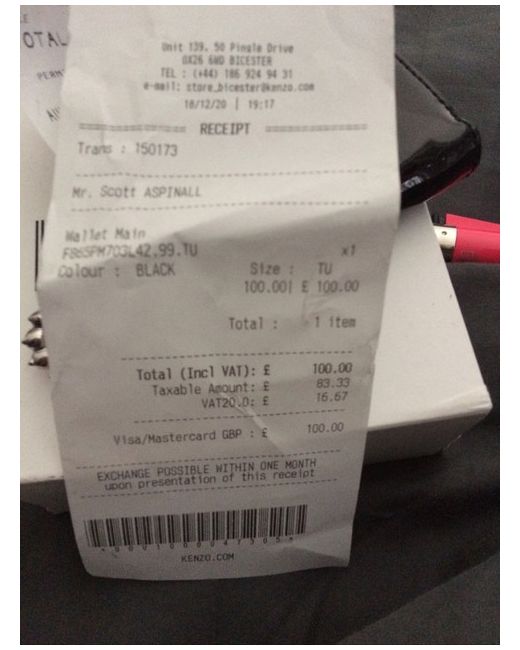 OTAL
Unit 139, 50 Pingle Drive
OX26 6WD BICESTER
TEL : (+44) 186 924 94 31
e-mail: store_bicester@kenzo.com
18/12/20 | 19:17
RECEIPT
Trans : 150173
Mr. Scott ASPINALL
Wallet Main
F865PM703L42.99.TU x1
Colour : BLACK Size : TU
100.00| £ 100.00
Total : 1 item
Total (Incl VAT): £ 100.00
Taxable Amount: £ 83.33
VAT20.0: £ 16.67
Visa/Mastercard GBP : £ 100.00
EXCHANGE POSSIBLE WITHIN ONE MONTH
upon presentation of this receipt
KENZO.COM